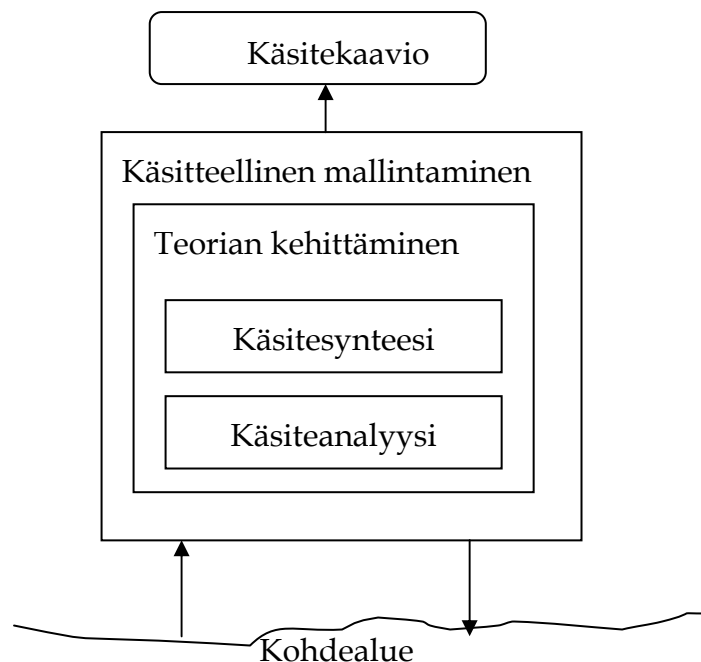 Käsitekaavio
Käsitteellinen mallintaminen
Teorian kehittäminen
Käsitesynteesi
Käsiteanalyysi
Kohdealue